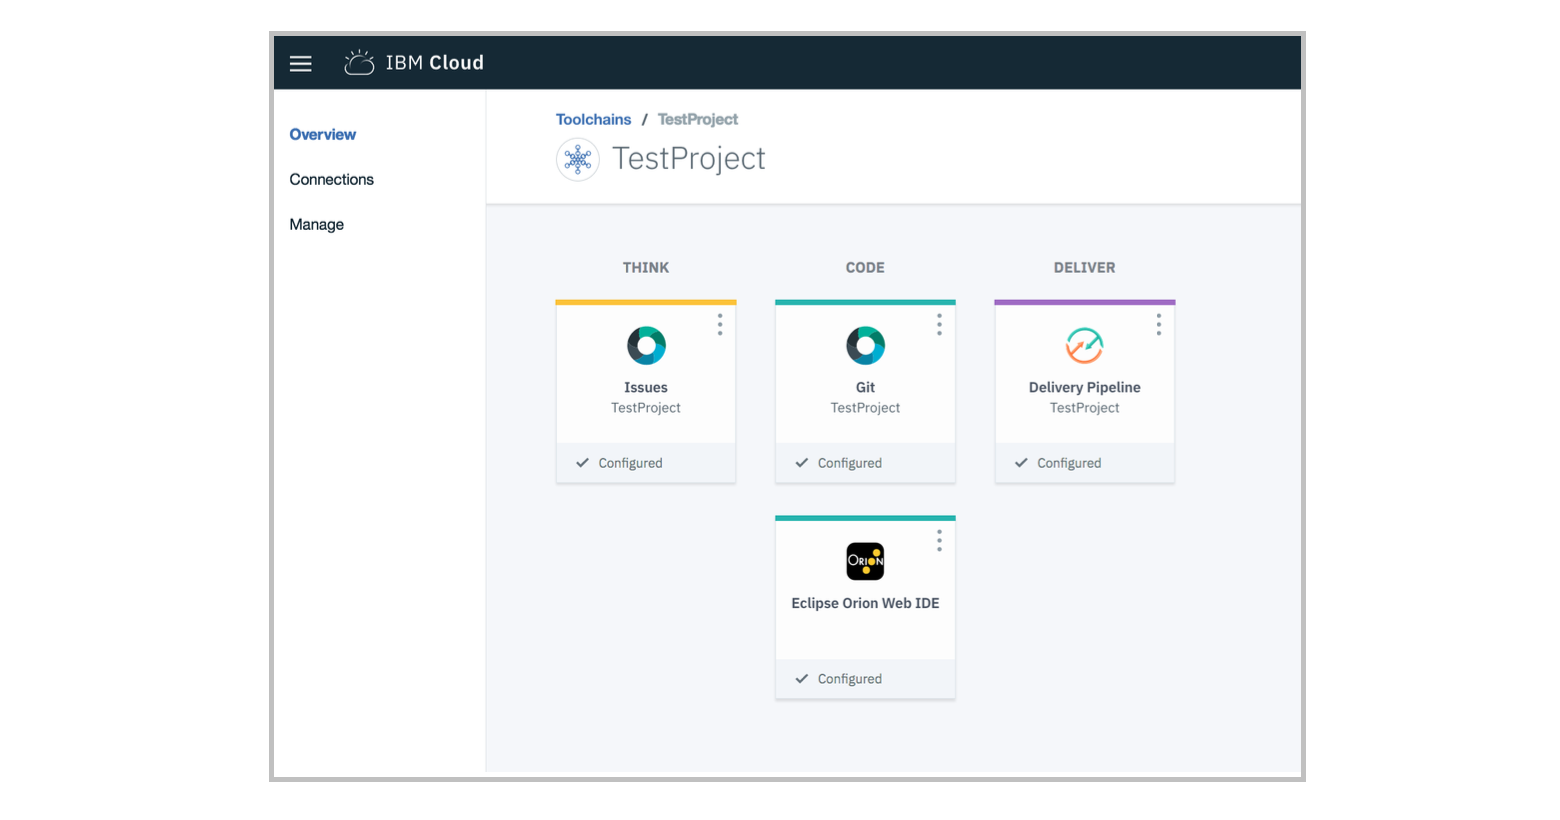 IBM Cloud
Overview
Connections
Manage
Toolchains / TestProject
TestProject
THINK
Issues
TestProject
Configured
CODE
Git
TestProject
Configured
ORION
Eclipse Orion Web IDE
Configured
DELIVER
Delivery Pipeline
TestProject
Configured